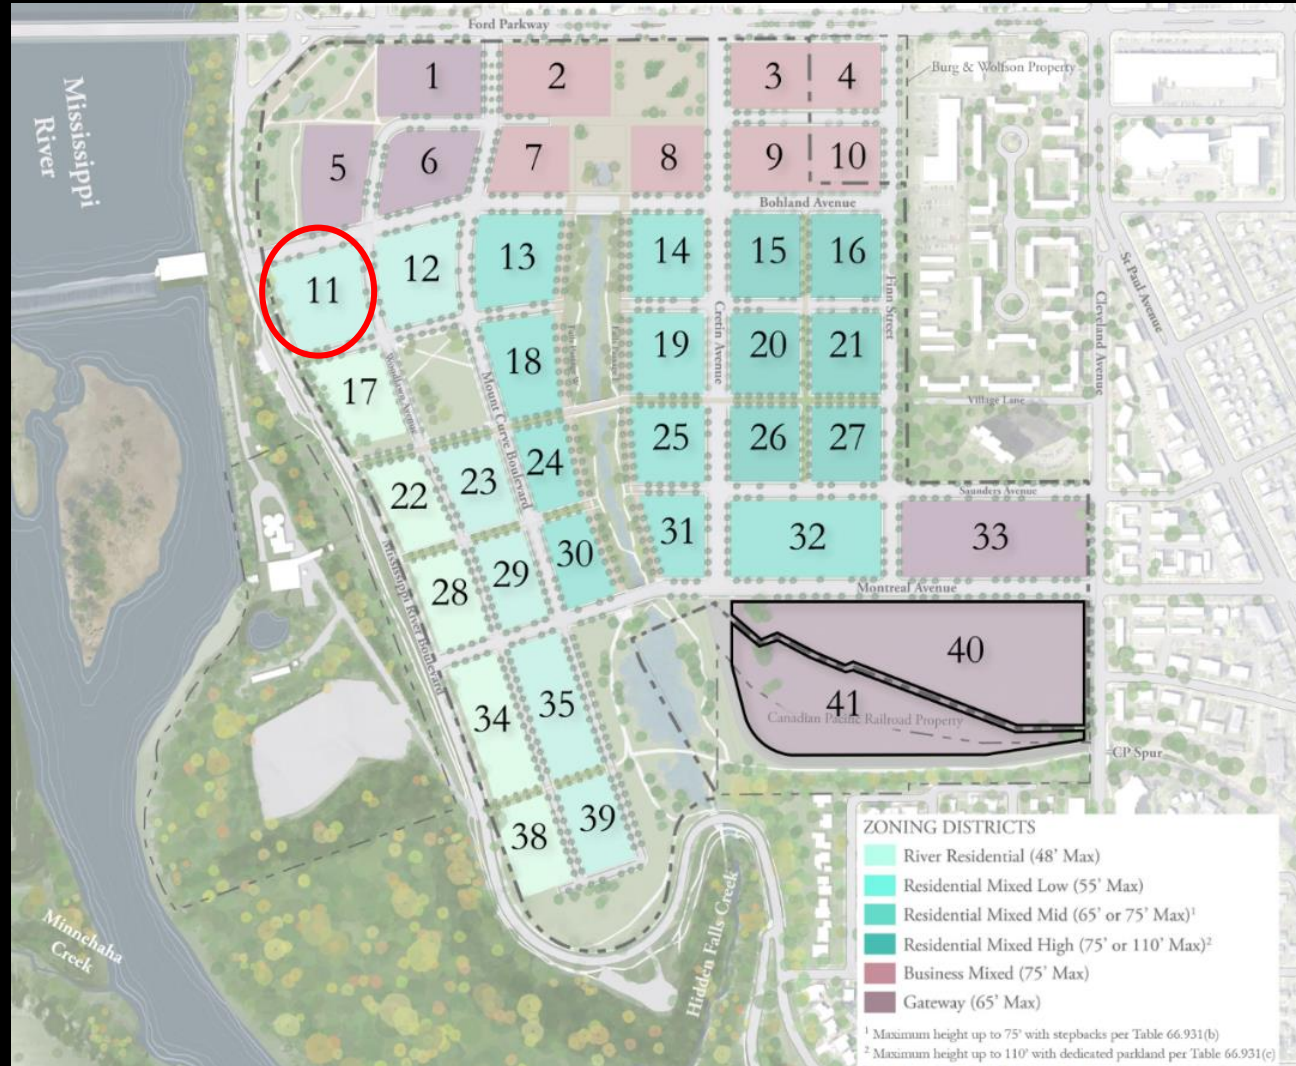 Ford Parkway
Mississippi
River
Burg & Wolfson Property
1
2
3
4
5
6
7
8
9
10
Bohland Avenue
11
12
13
14
15
16
Finn Street
Cretin Avenue
Cleveland Avenue
St Paul Avenue
17
18
19
20
21
Woodlawn Avenue
Mount Curve Boulevard
Village Lane
22
23
24
25
26
27
Saunders Avenue
28
29
30
31
32
33
Mississippi River Boulevard
Montreal Avenue
34
35
40
41
Canadian Pacific Railroad Property
CP Spur
38
39
Minnehaha
Creek
Hidden Falls Creek
ZONING DISTRICTS
River Residential (48' Max)
Residential Mixed Low (55' Max)
Residential Mixed Mid (65' or 75' Max)¹
Residential Mixed High (75' or 110' Max)²
Business Mixed (75' Max)
Gateway (65' Max)
¹ Maximum height up to 75' with stepbacks per Table 66.931(b)
² Maximum height up to 110' with dedicated parkland per Table 66.931(c)